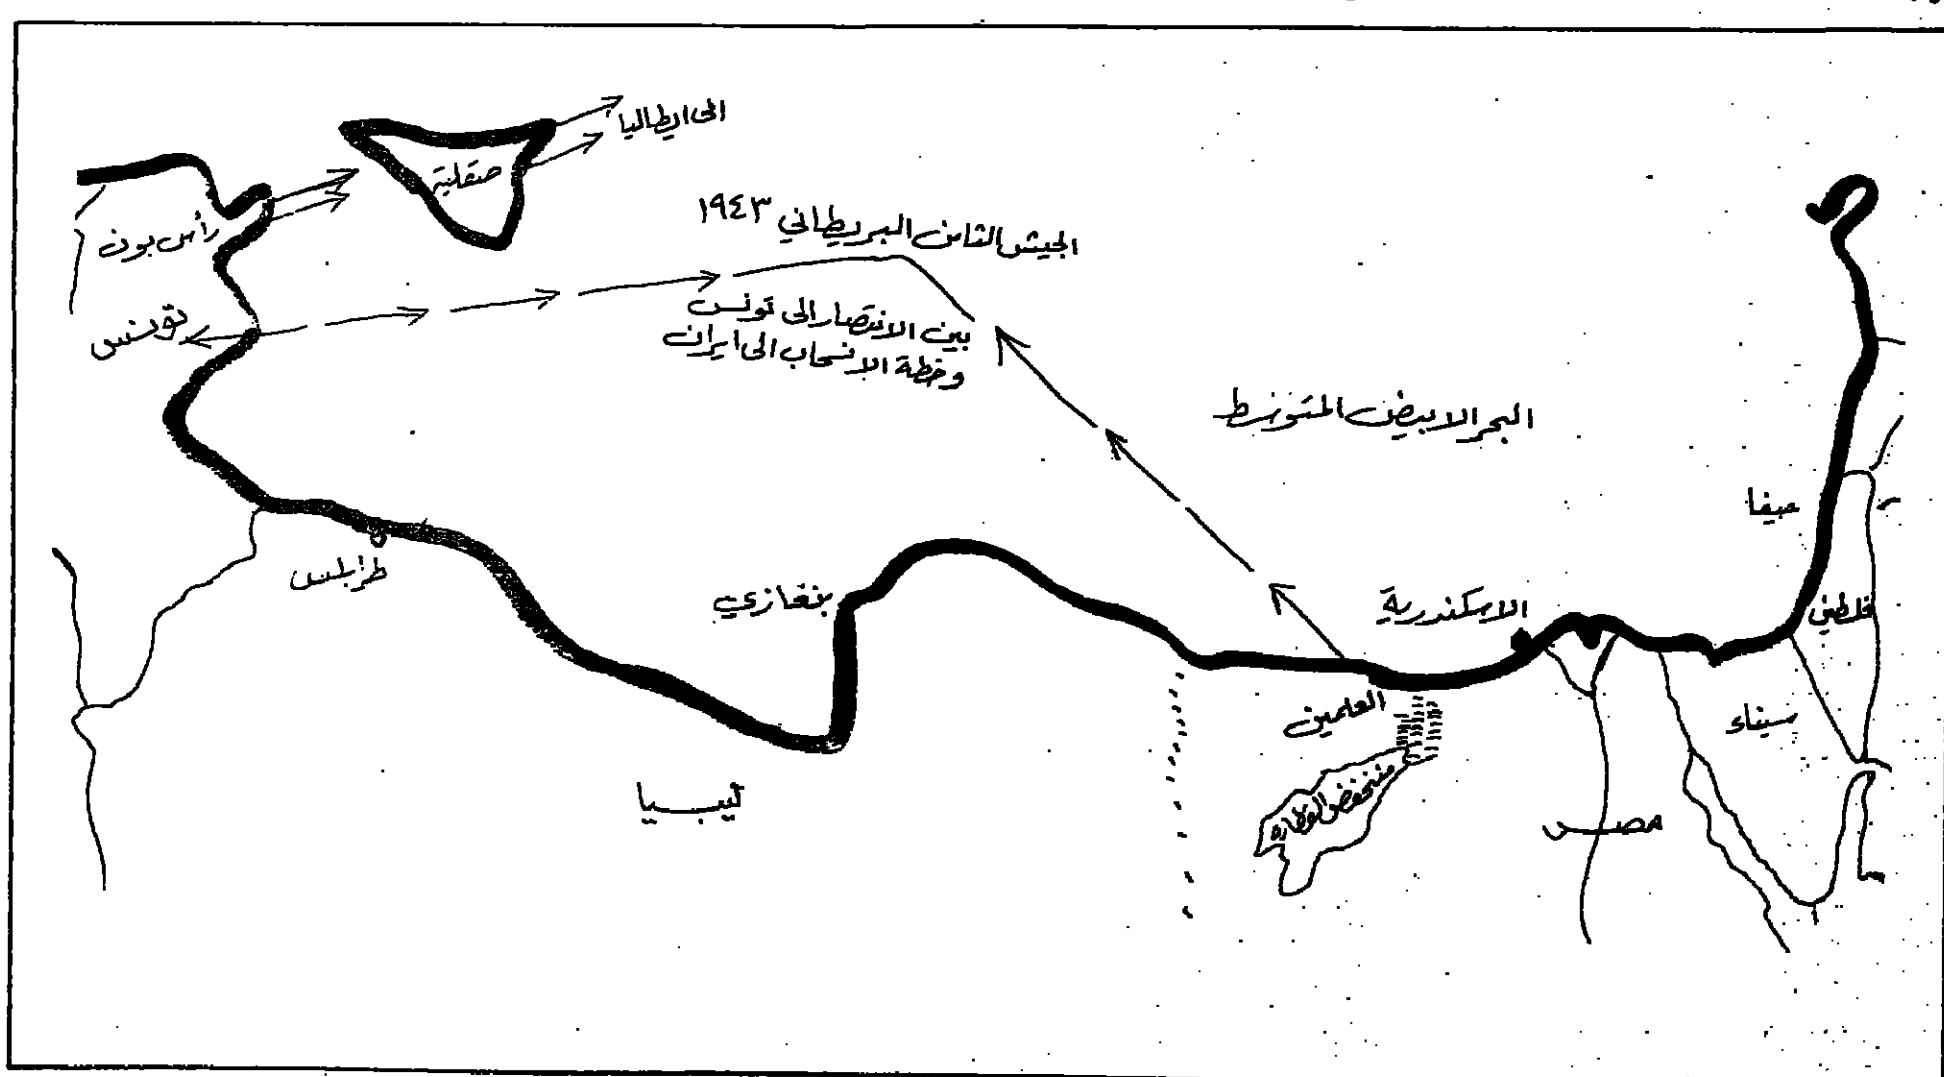 الى ايطاليا
صقلية
رأس بون
الجيش الثامن البريطاني ١٩٤٣
بين الانتصار الى تونس
وخطة الانسحاب الى ايران
تونس
البحر الابيض المتوسط
حيفا
طرابلس
بنغازي
الاسكندرية
فلطين
العلمين
سيناء
منخفض القطارة
ليبيا
مصر